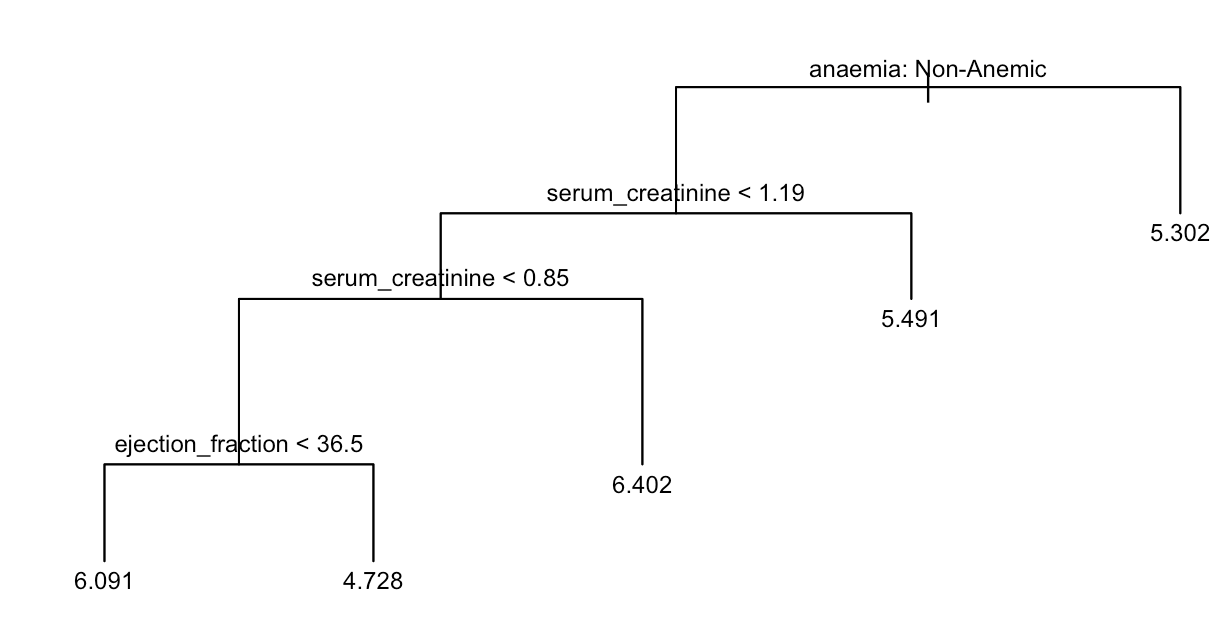 anaemia: Non-Anemic
serum_creatinine < 1.19
5.302
serum_creatinine < 0.85
5.491
ejection_fraction < 36.5
6.402
6.091
4.728